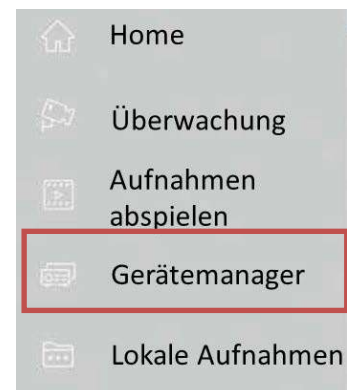 Home
Überwachung
Aufnahmen
abspielen
Gerätemanager
Lokale Aufnahmen